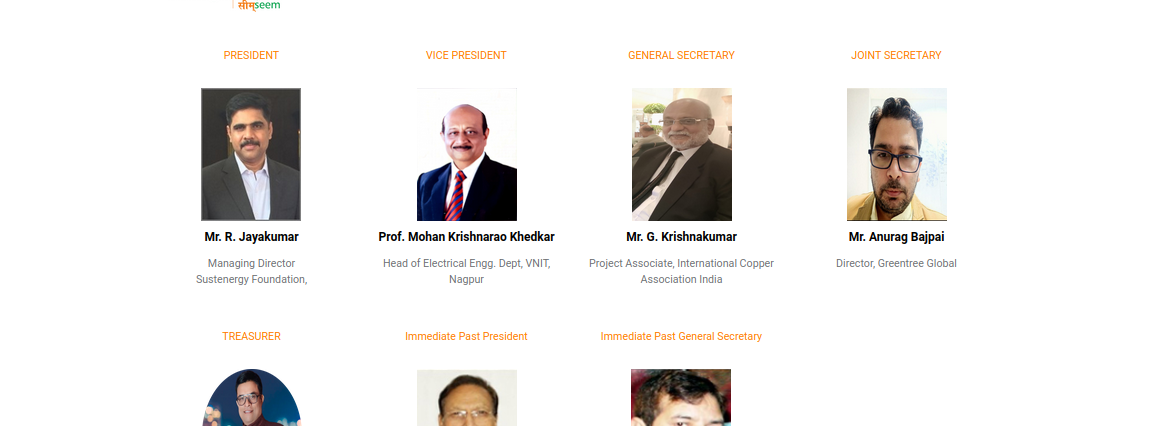 सीम्seem
PRESIDENT
VICE PRESIDENT
GENERAL SECRETARY
JOINT SECRETARY
Mr. R. Jayakumar
Prof. Mohan Krishnarao Khedkar
Mr. G. Krishnakumar
Mr. Anurag Bajpai
Managing Director
Sustenergy Foundation,
Head of Electrical Engg. Dept, VNIT,
Nagpur
Project Associate, International Copper
Association India
Director, Greentree Global
TREASURER
Immediate Past President
Immediate Past General Secretary